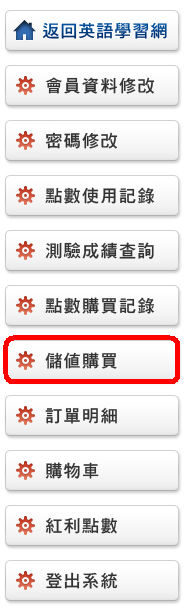 返回英語學習網
會員資料修改
密碼修改
點數使用記錄
測驗成績查詢
點數購買記錄
儲值購買
訂單明細
購物車
紅利點數
登出系統